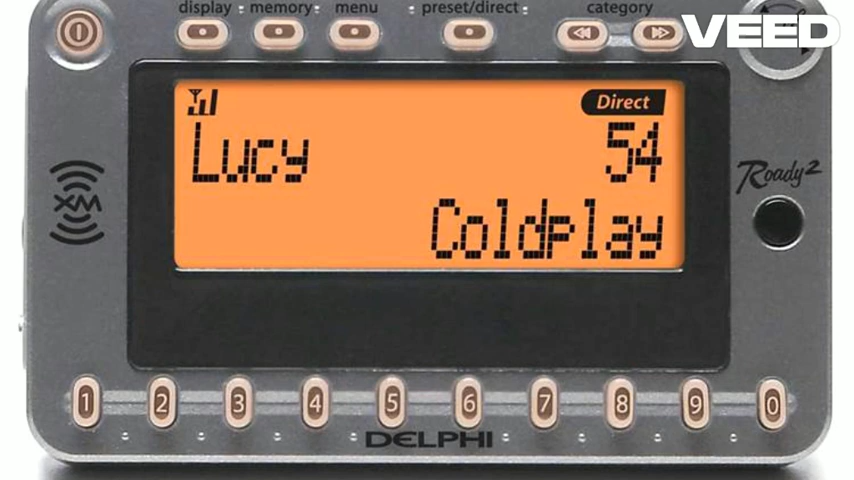 display memory menu preset/direct category
VEED
Direct
Lucy 54
Coldplay
XM
Roady2
1 2 3 4 5 6 7 8 9 0
DELPHI